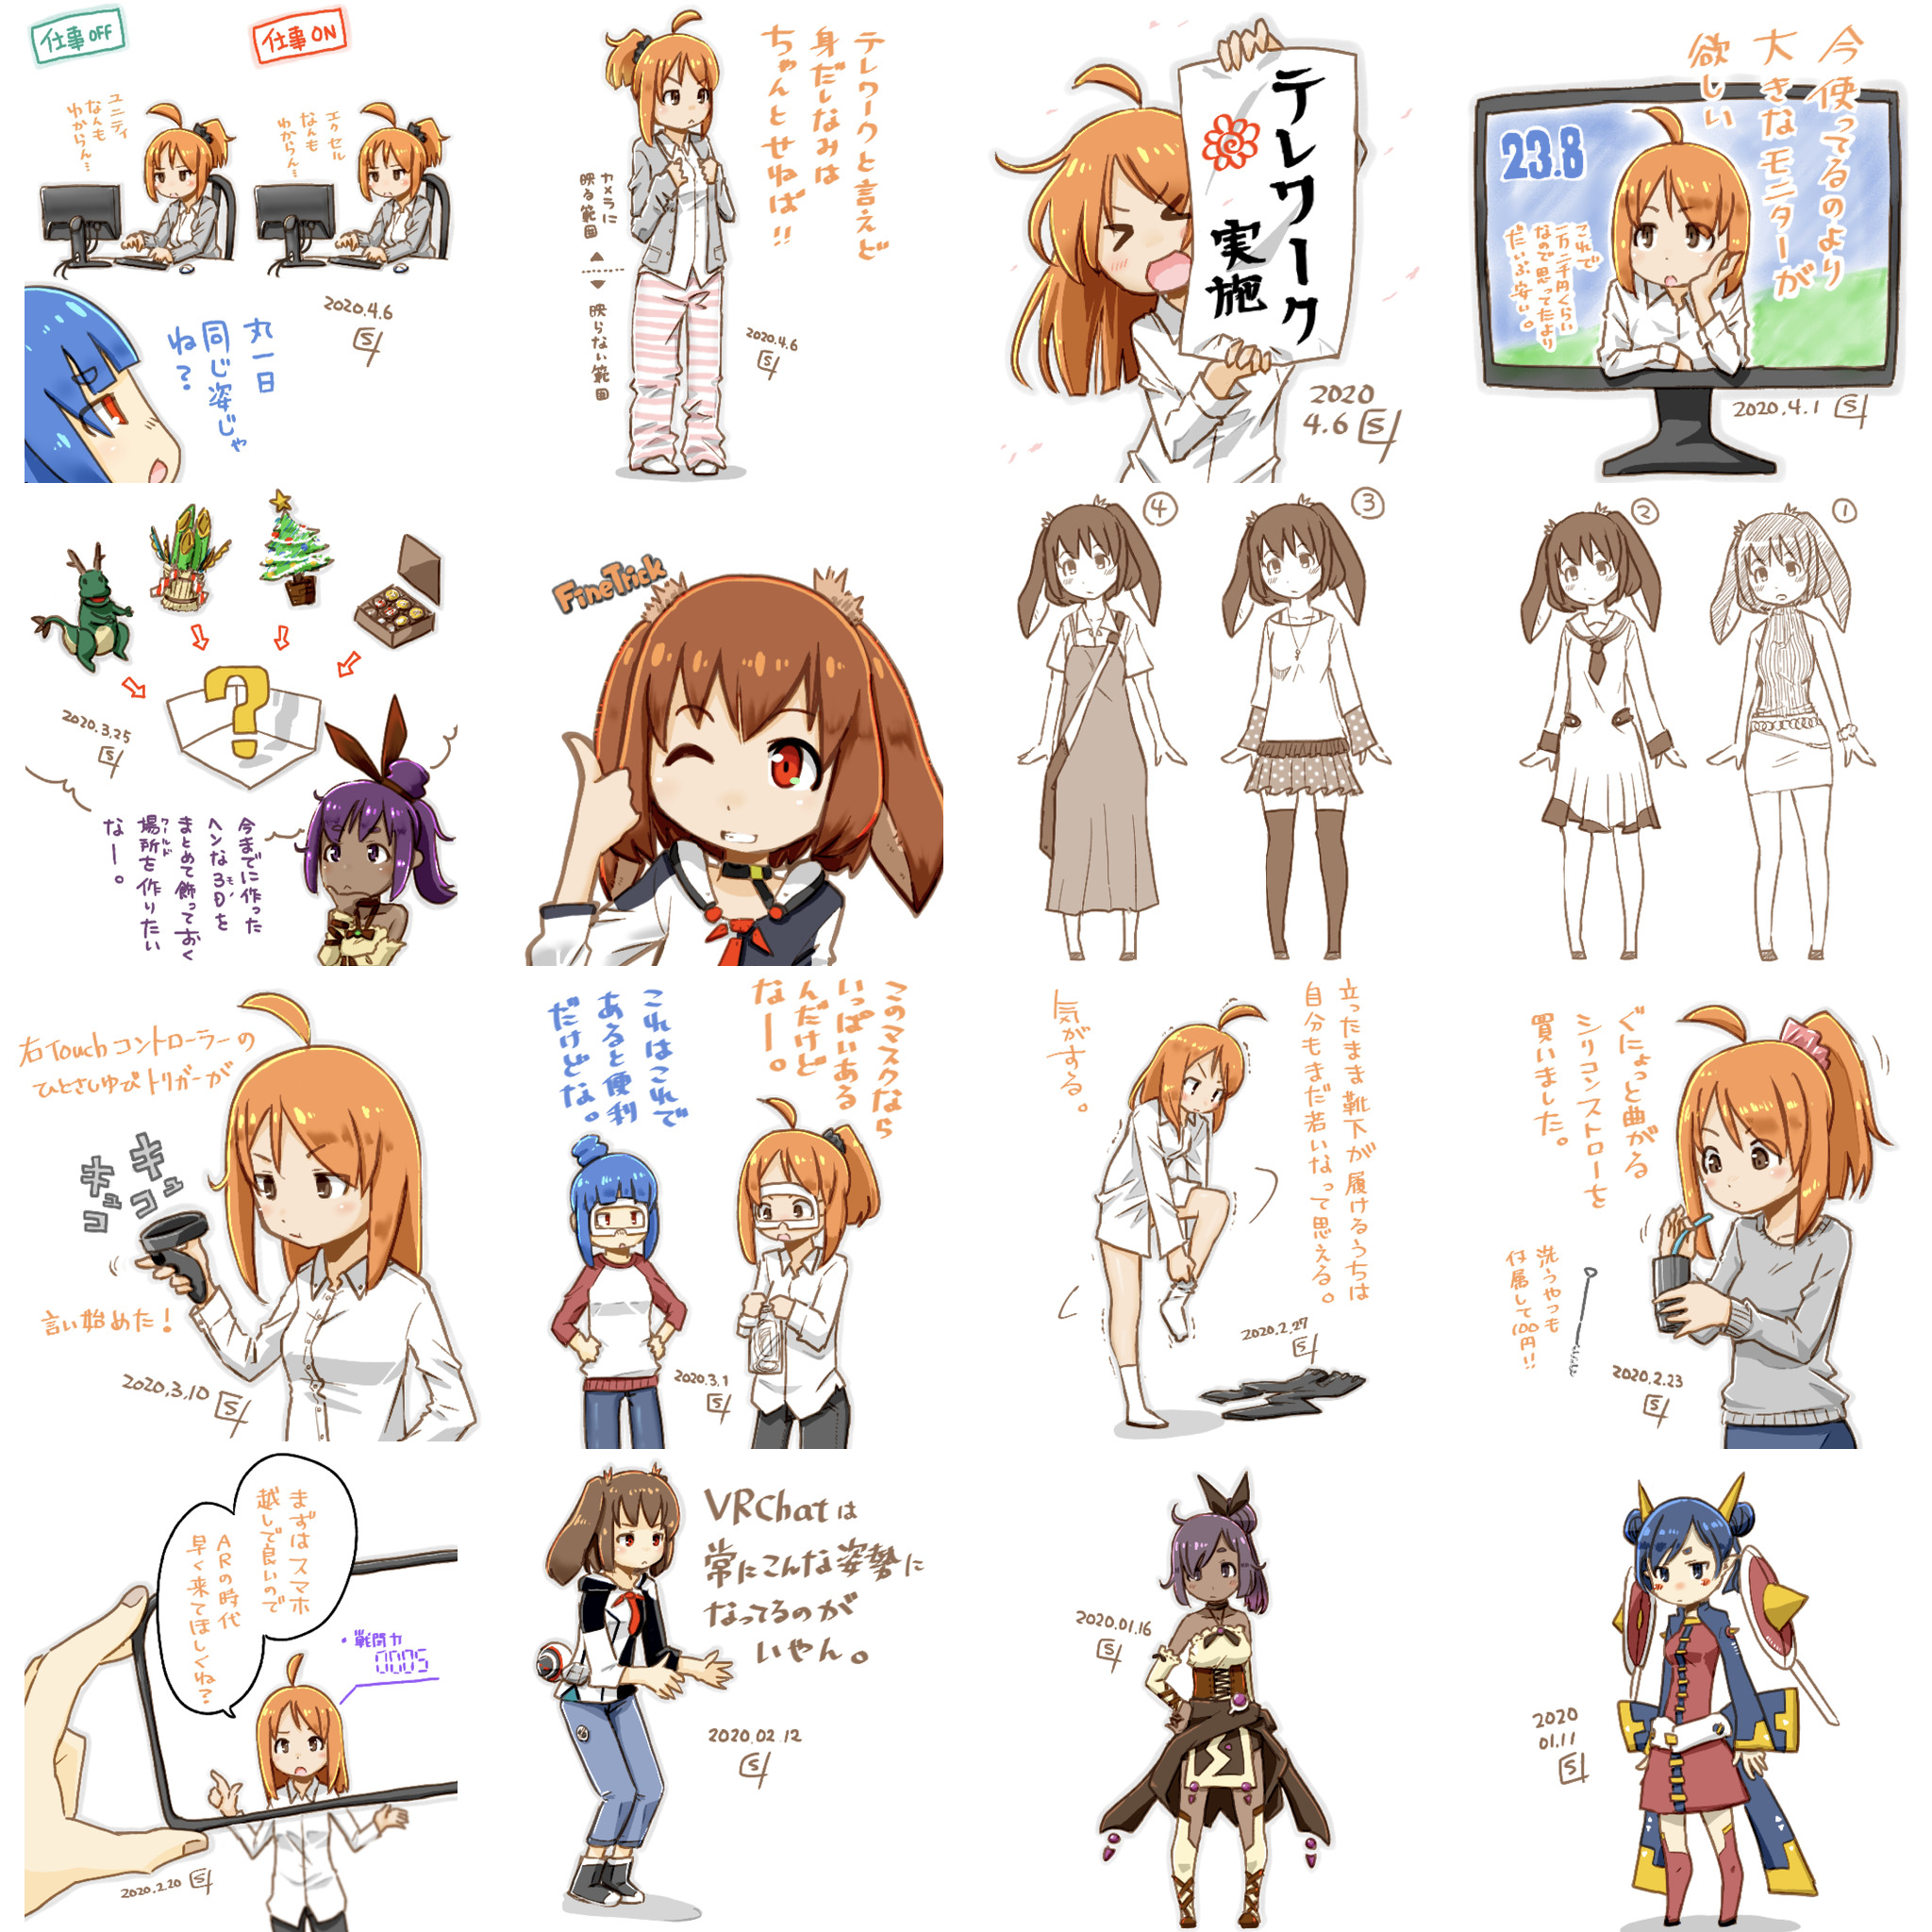 仕事OFF
仕事ON
ユニティ
なんも
わからん…
エクセル
なんも
わからん…
2020.4.6
丸一日
同じ姿じゃ
ね？
テレワークと言えど
身だしなみは
ちゃんとせねば!!
カメラに
映る範囲
映らない範囲
2020.4.6
テレワーク
実施
2020
4.6
今使ってるのより
大きなモニターが
欲しい
23.8
これで
一万二千円くらい
なので思ってたより
だいぶ安い。
2020.4.1
2020.3.25
今までに作った
ヘンな3Dを
モノ
まとめて飾っておく
場所を作りたい
ワールド
なー。
FineTrick
④
③
②
①
右Touchコントローラーの
ひとさしゆびトリガーが
キュコ
キュコ
言い始めた！
2020.3.10
このマスクなら
いっぱいある
んだけど
なー。
これはこれで
あると便利
だけどな。
2020.3.1
立ったまま靴下が履けるうちは
自分もまだ若いなって思える。
気がする。
2020.2.27
ぐにょっと曲がる
シリコンストローを
買いました。
洗うやつも
付属して100円!!
2020.2.23
まずはスマホ
越しで良いので
ARの時代
早く来てほしくね？
・戦闘力
0005
2020.2.20
VRChatは
常にこんな姿勢に
なってるのが
いやん。
2020.02.12
2020.01.16
2020
01.11